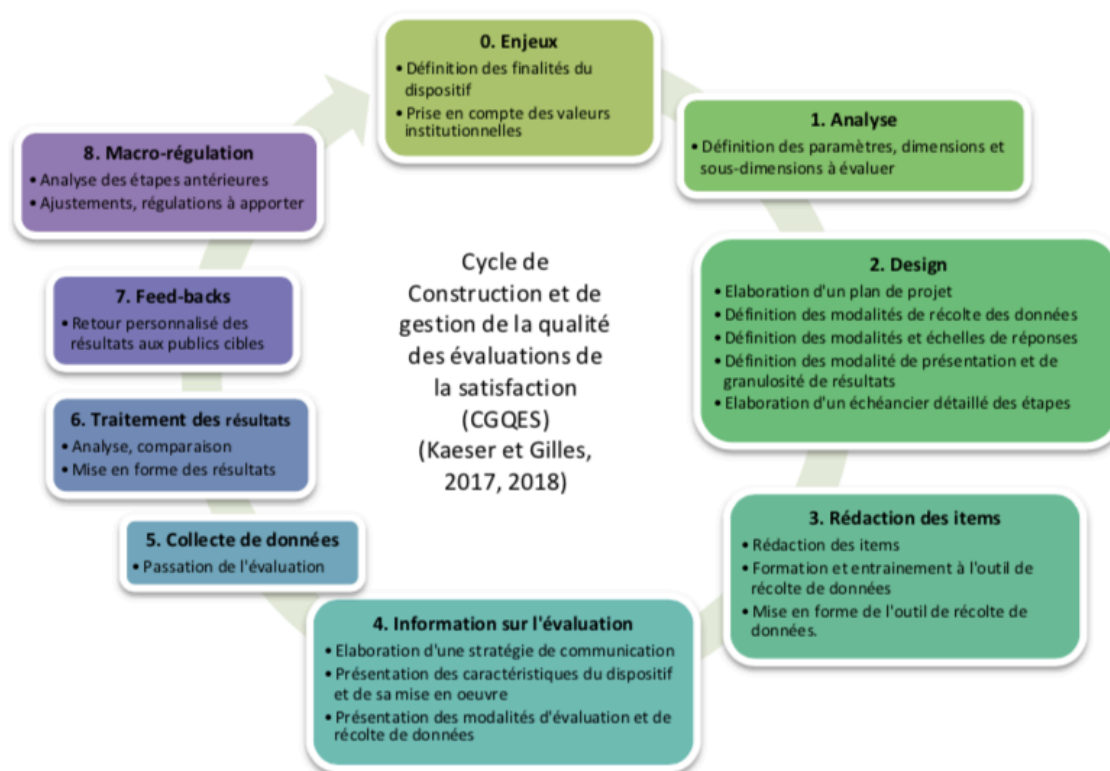 0. Enjeux
• Définition des finalités du
dispositif
• Prise en compte des valeurs
institutionnelles
1. Analyse
• Définition des paramètres, dimensions et
sous-dimensions à évaluer
2. Design
• Elaboration d'un plan de projet
• Définition des modalités de récolte des données
• Définition des modalités et échelles de réponses
• Définition des modalité de présentation et de
granulosité de résultats
• Elaboration d'un échéancier détaillé des étapes
3. Rédaction des items
• Rédaction des items
• Formation et entrainement à l'outil de
récolte de données
• Mise en forme de l'outil de récolte de
données.
4. Information sur l'évaluation
• Elaboration d'une stratégie de communication
• Présentation des caractéristiques du dispositif
et de sa mise en oeuvre
• Présentation des modalités d'évaluation et de
récolte de données
5. Collecte de données
• Passation de l'évaluation
6. Traitement des résultats
• Analyse, comparaison
• Mise en forme des résultats
7. Feed-backs
• Retour personnalisé des
résultats aux publics cibles
8. Macro-régulation
• Analyse des étapes antérieures
• Ajustements, régulations à apporter
Cycle de
Construction et de
gestion de la qualité
des évaluations de
la satisfaction
(CGQES)
(Kaeser et Gilles,
2017, 2018)